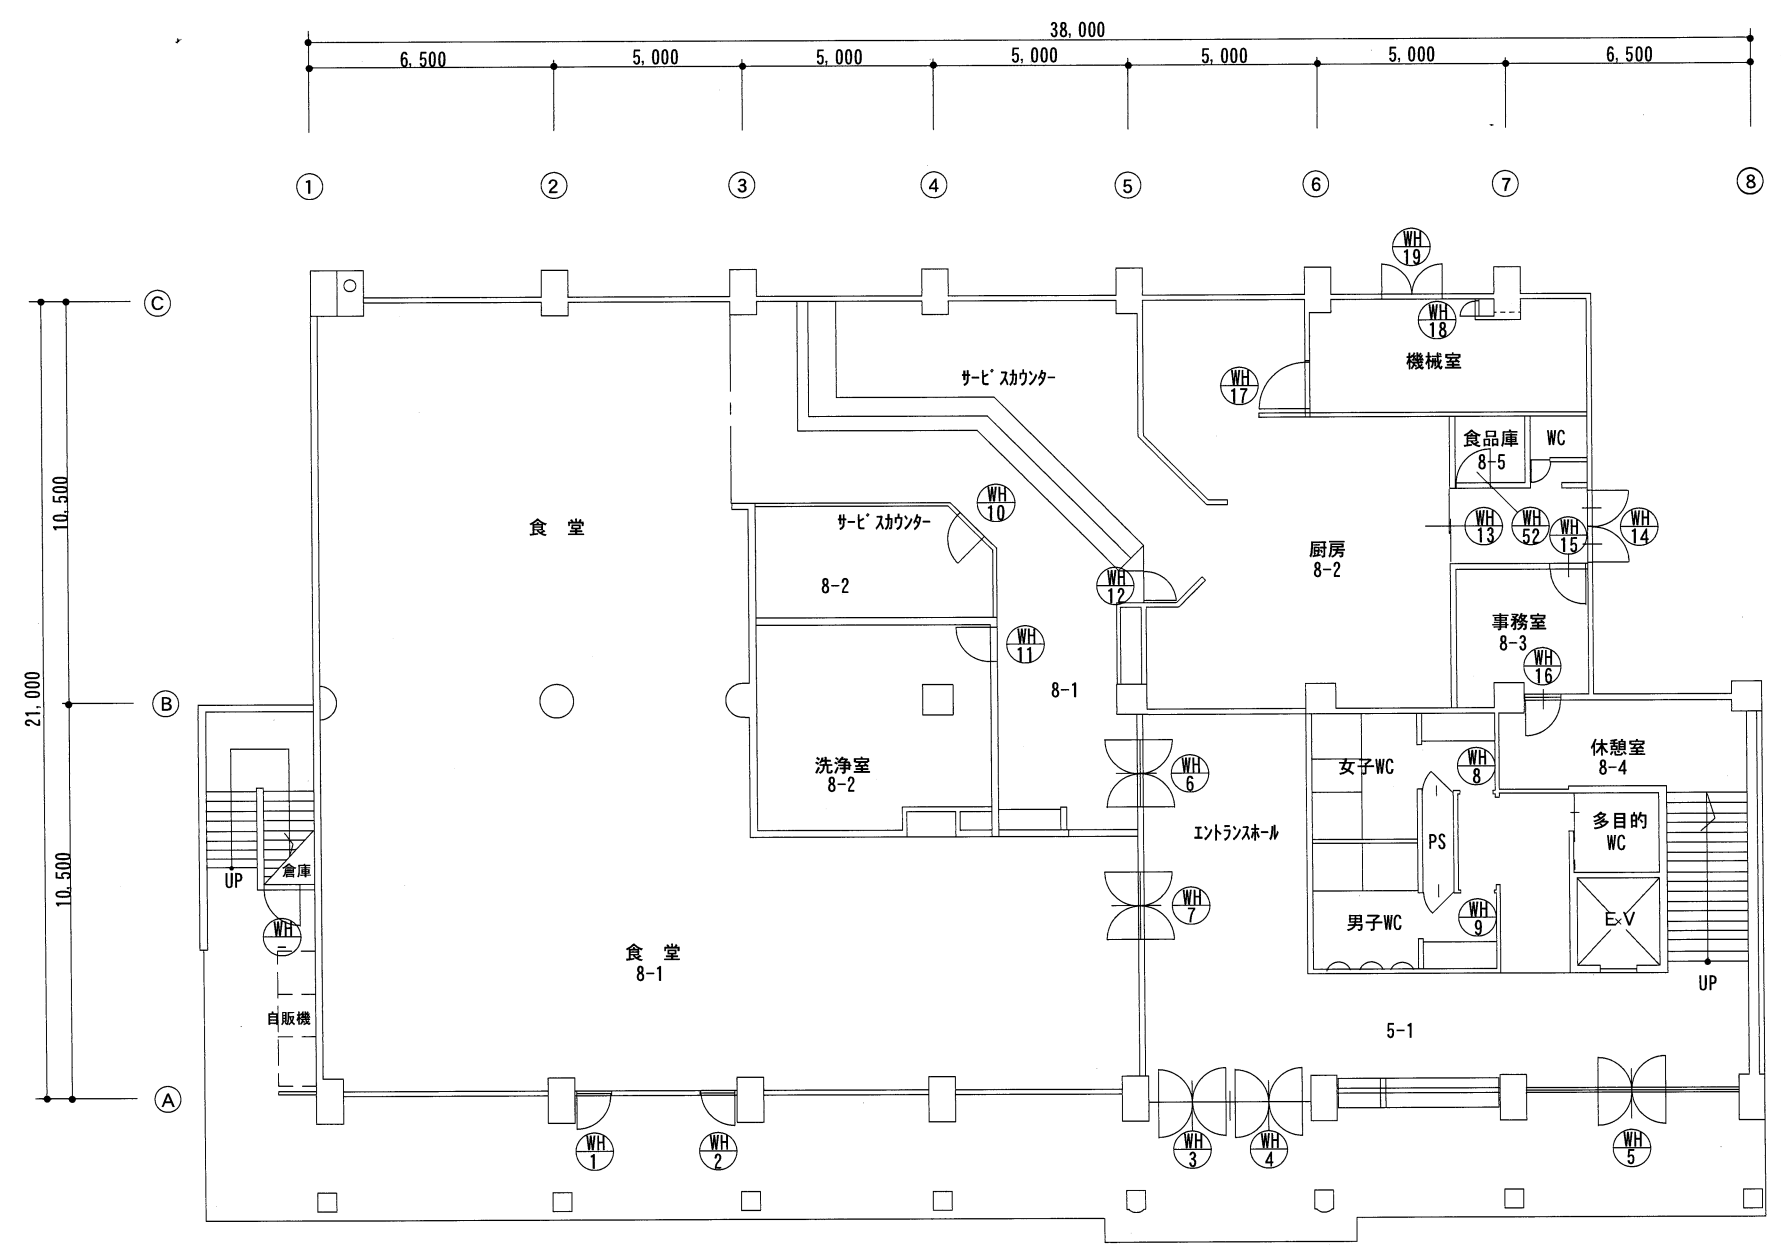 38,000
6,500
5,000
5,000
5,000
5,000
5,000
6,500
1
2
3
4
5
6
7
8
WH
19
C
WH
18
機械室
サービスカウンター
WH
17
食品庫
8-5
WC
10,500
WH
10
サービスカウンター
食 堂
WH
13
WH
52
WH
15
WH
14
厨房
8-2
8-2
WH
12
事務室
8-3
WH
11
WH
16
21,000
8-1
B
休憩室
8-4
洗浄室
8-2
女子WC
WH
8
WH
6
多目的
WC
エントランスホール
PS
10,500
倉庫
UP
WH
7
男子WC
WH
9
E×V
WH
-
食 堂
8-1
UP
自販機
5-1
A
WH
1
WH
2
WH
3
WH
4
WH
5